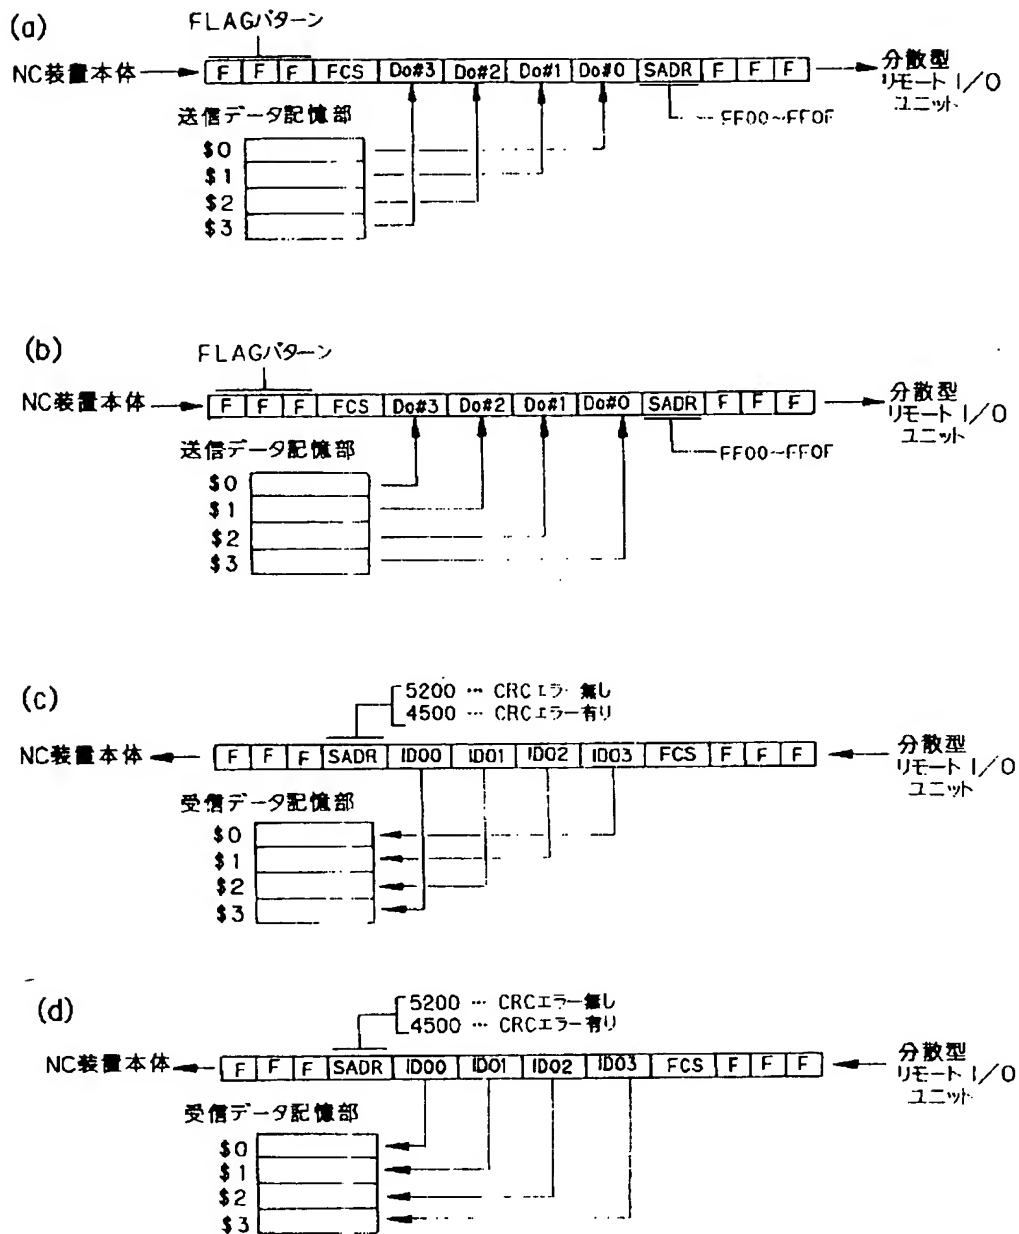 (a)
FLAGパターン
NC装置本体 F F F FCS Do#3 Do#2 Do#1 Do#0 SADR F F F 分散型
リモート I/O
ユニット
FF00~FF0F
送信データ記憶部
$0
$1
$2
$3
(b)
FLAGパターン
NC装置本体 F F F FCS Do#3 Do#2 Do#1 Do#0 SADR F F F 分散型
リモート I/O
ユニット
FF00~FF0F
送信データ記憶部
$0
$1
$2
$3
(c)
5200 … CRCエラー無し
4500 … CRCエラー有り
NC装置本体 F F F SADR ID00 ID01 ID02 ID03 FCS F F F 分散型
リモート I/O
ユニット
受信データ記憶部
$0
$1
$2
$3
(d)
5200 … CRCエラー無し
4500 … CRCエラー有り
NC装置本体 F F F SADR ID00 ID01 ID02 ID03 FCS F F F 分散型
リモート I/O
ユニット
受信データ記憶部
$0
$1
$2
$3